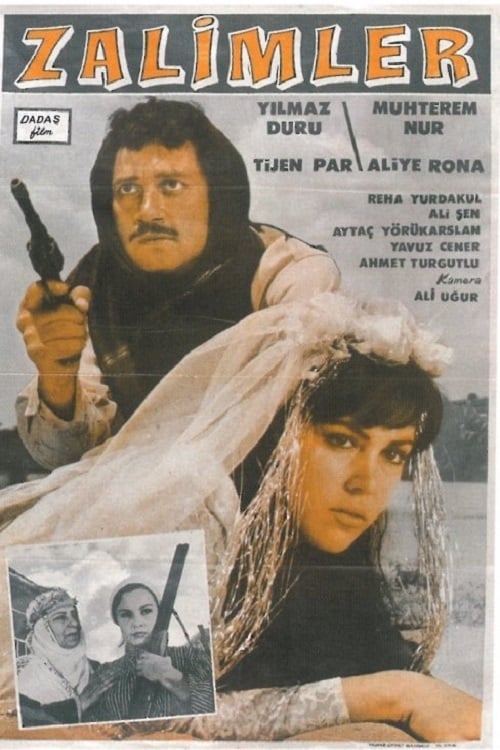 ZALİMLER
DADAŞ
film
YILMAZ
DURU
MUHTEREM
NUR
TİJEN PAR
ALİYE RONA
REHA YURDAKUL
ALİ ŞEN
AYTAÇ YÖRÜKARSLAN
YAVUZ CENER
AHMET TURGUTLU
Kamera
ALİ UĞUR